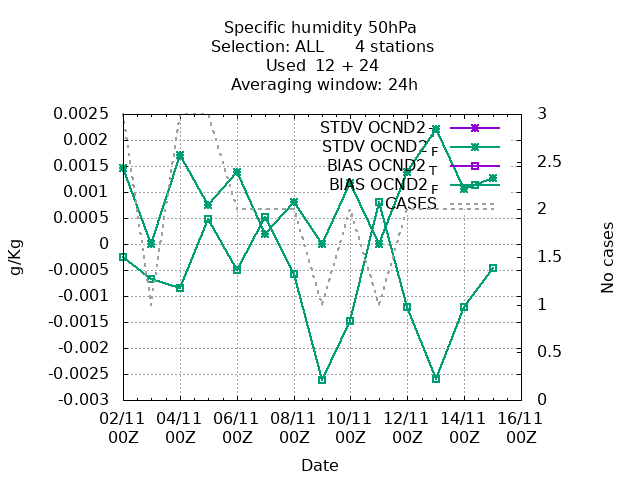 Specific humidity 50hPa
Selection: ALL 4 stations
Used 12 + 24
Averaging window: 24h
0.0025
0.002
0.0015
0.001
0.0005
0
-0.0005
-0.001
-0.0015
-0.002
-0.0025
-0.003
g/Kg
STDV OCND2 T
STDV OCND2 F
BIAS OCND2 T
BIAS OCND2 F
CASES
3
2.5
2
1.5
1
0.5
0
No cases
02/11 04/11 06/11 08/11 10/11 12/11 14/11 16/11
00Z 00Z 00Z 00Z 00Z 00Z 00Z 00Z
Date